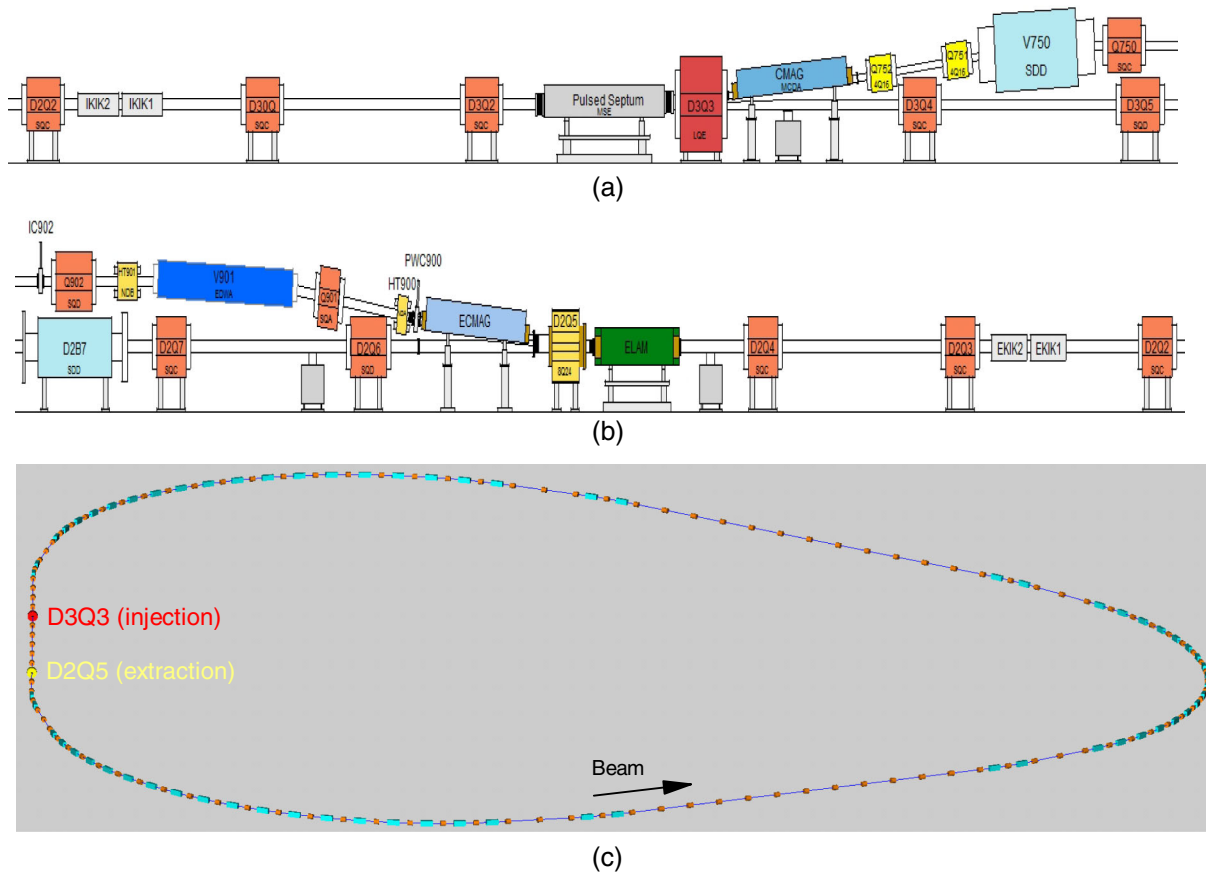 V750
SDD
Q750
SQC
Q751
4Q16
Q752
4Q16
CMAG
MCDA
D2Q2
SQC
IKIK2
IKIK1
D30Q
SQC
D3Q2
SQC
Pulsed Septum
MSE
D3Q3
LQE
D3Q4
SQC
D3Q5
SQD
(a)
IC902
PWC900
HT900
Q902
SQD
HT901
NDB
V901
EDWA
Q901
SQA
ECMAG
D2B7
SDD
D2Q7
SQC
D2Q6
SQD
D2Q5
SQ24
ELAM
D2Q4
SQC
D2Q3
SQC
EKIK2
EKIK1
D2Q2
SQC
(b)
D3Q3 (injection)
D2Q5 (extraction)
Beam
(c)